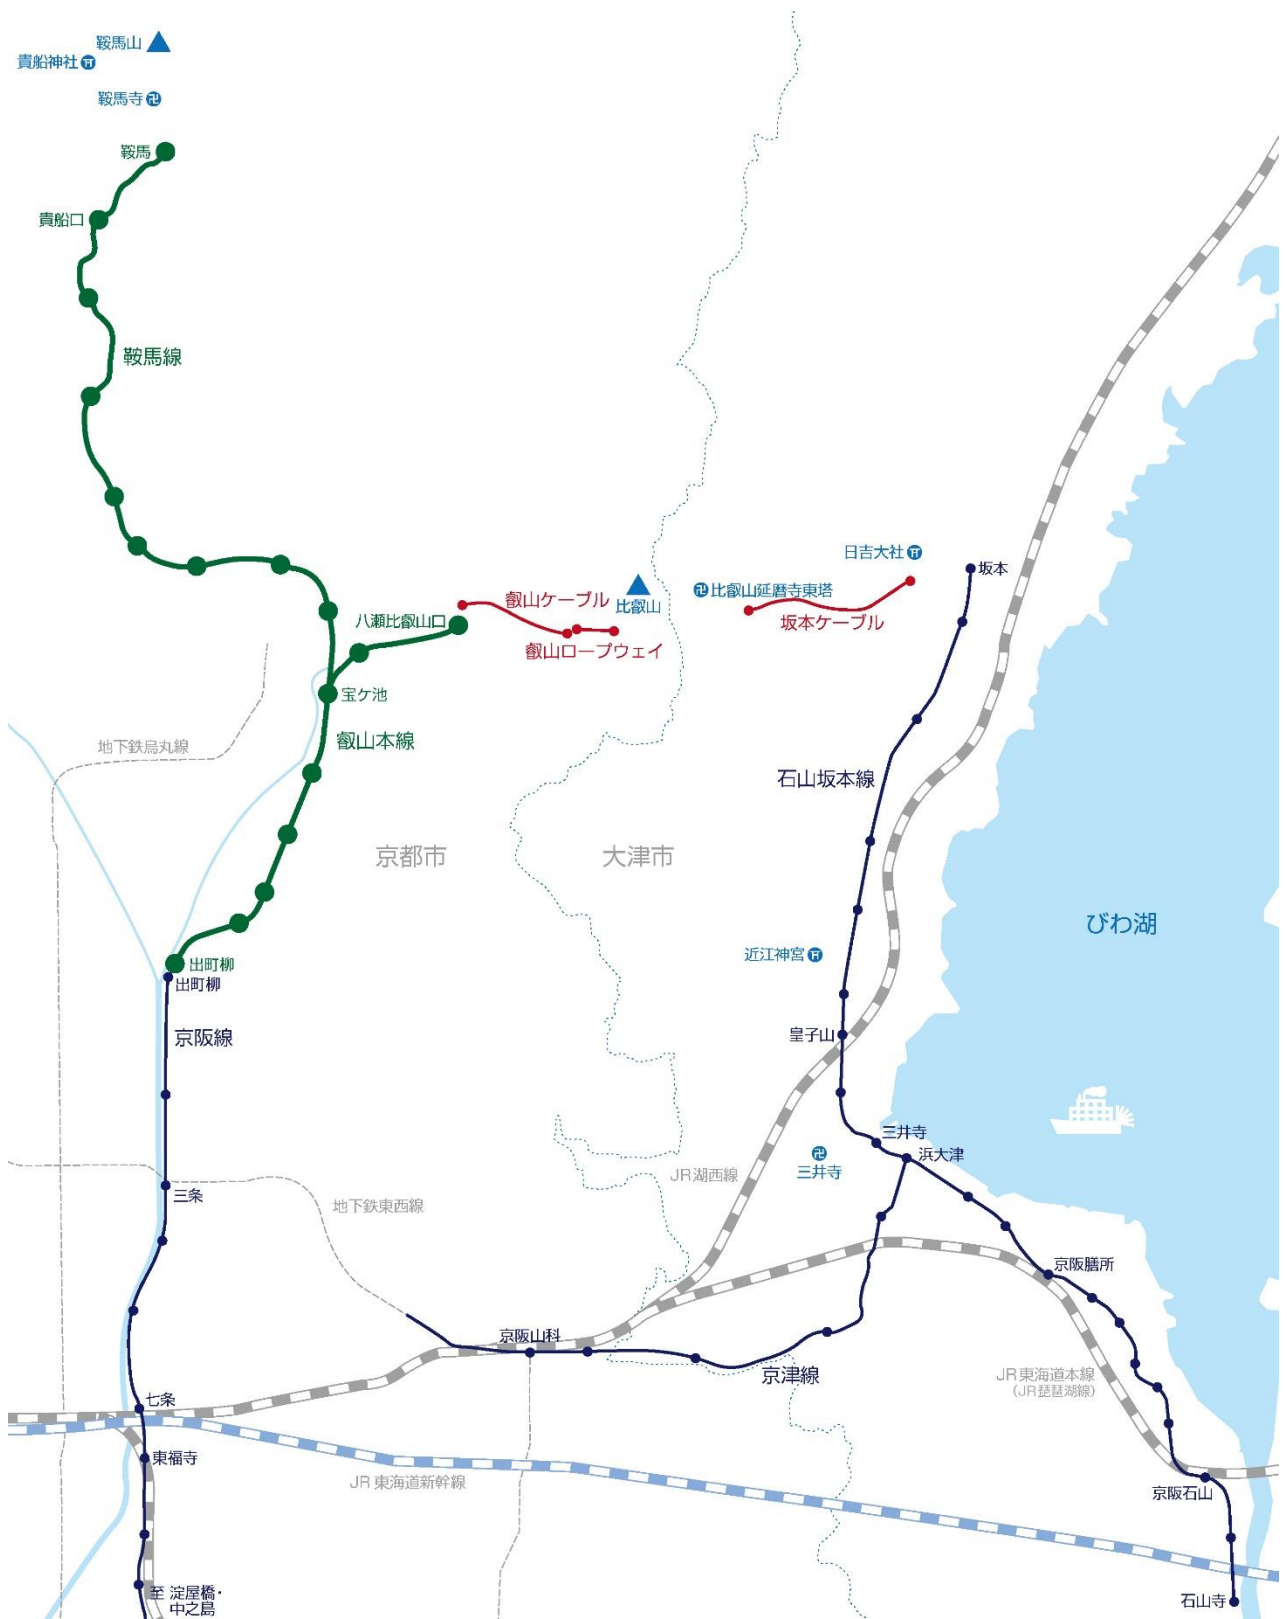 鞍馬山
貴船神社
鞍馬寺
鞍馬
貴船口
鞍馬線
日吉大社
坂本
比叡山延暦寺東塔
叡山ケーブル
比叡山
八瀬比叡山口
坂本ケーブル
叡山ロープウェイ
宝ケ池
叡山本線
地下鉄烏丸線
石山坂本線
京都市
大津市
びわ湖
近江神宮
出町柳
出町柳
京阪線
皇子山
三井寺
浜大津
三井寺
JR湖西線
三条
地下鉄東西線
京阪膳所
京阪山科
京津線
JR東海道本線
(JR琵琶湖線)
七条
東福寺
JR東海道新幹線
京阪石山
至 淀屋橋・
中之島
石山寺